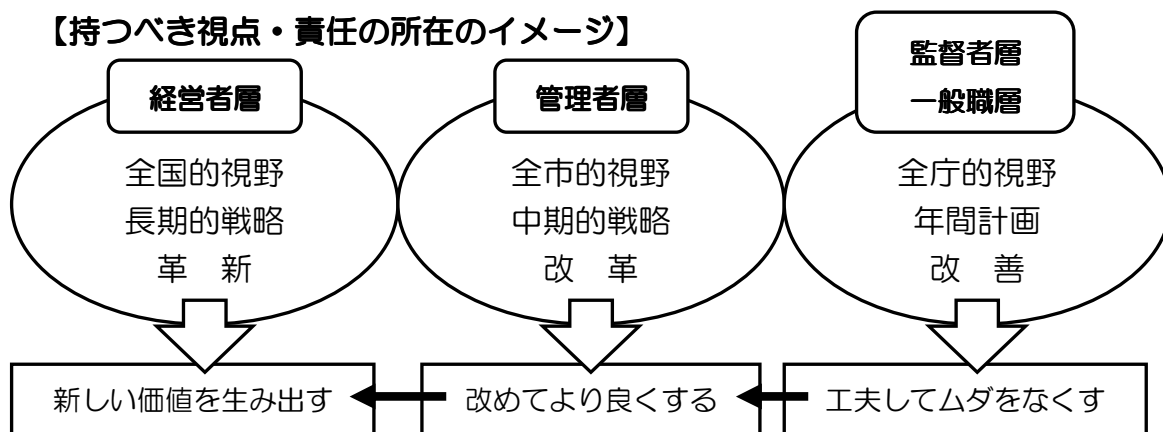 【持つべき視点・責任の所在のイメージ】
経営者層
全国的視野
長期的戦略
革　新
新しい価値を生み出す
管理者層
全市的視野
中期的戦略
改　革
改めてより良くする
監督者層
一般職層
全庁的視野
年間計画
改　善
工夫してムダをなくす